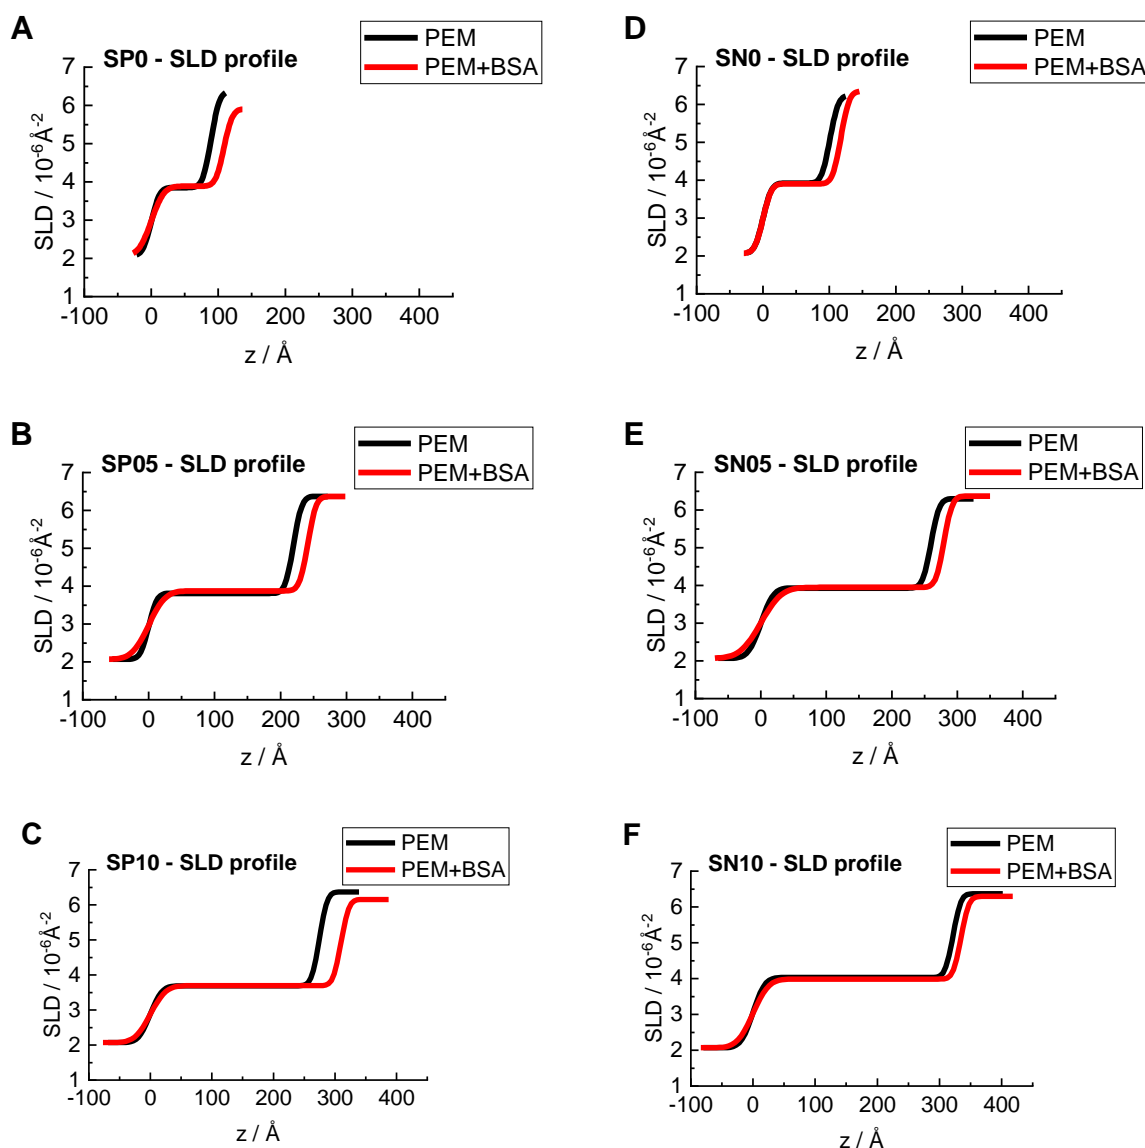 A
SP0 - SLD profile
PEM
PEM+BSA
7
6
5
4
3
2
1
SLD / 10⁻⁶Å⁻²
-100 0 100 200 300 400
z / Å
D
SN0 - SLD profile
PEM
PEM+BSA
7
6
5
4
3
2
1
SLD / 10⁻⁶Å⁻²
-100 0 100 200 300 400
z / Å
B
SP05 - SLD profile
PEM
PEM+BSA
7
6
5
4
3
2
1
SLD / 10⁻⁶Å⁻²
-100 0 100 200 300 400
z / Å
E
SN05 - SLD profile
PEM
PEM+BSA
7
6
5
4
3
2
1
SLD / 10⁻⁶Å⁻²
-100 0 100 200 300 400
z / Å
C
SP10 - SLD profile
PEM
PEM+BSA
7
6
5
4
3
2
1
SLD / 10⁻⁶Å⁻²
-100 0 100 200 300 400
z / Å
F
SN10 - SLD profile
PEM
PEM+BSA
7
6
5
4
3
2
1
SLD / 10⁻⁶Å⁻²
-100 0 100 200 300 400
z / Å